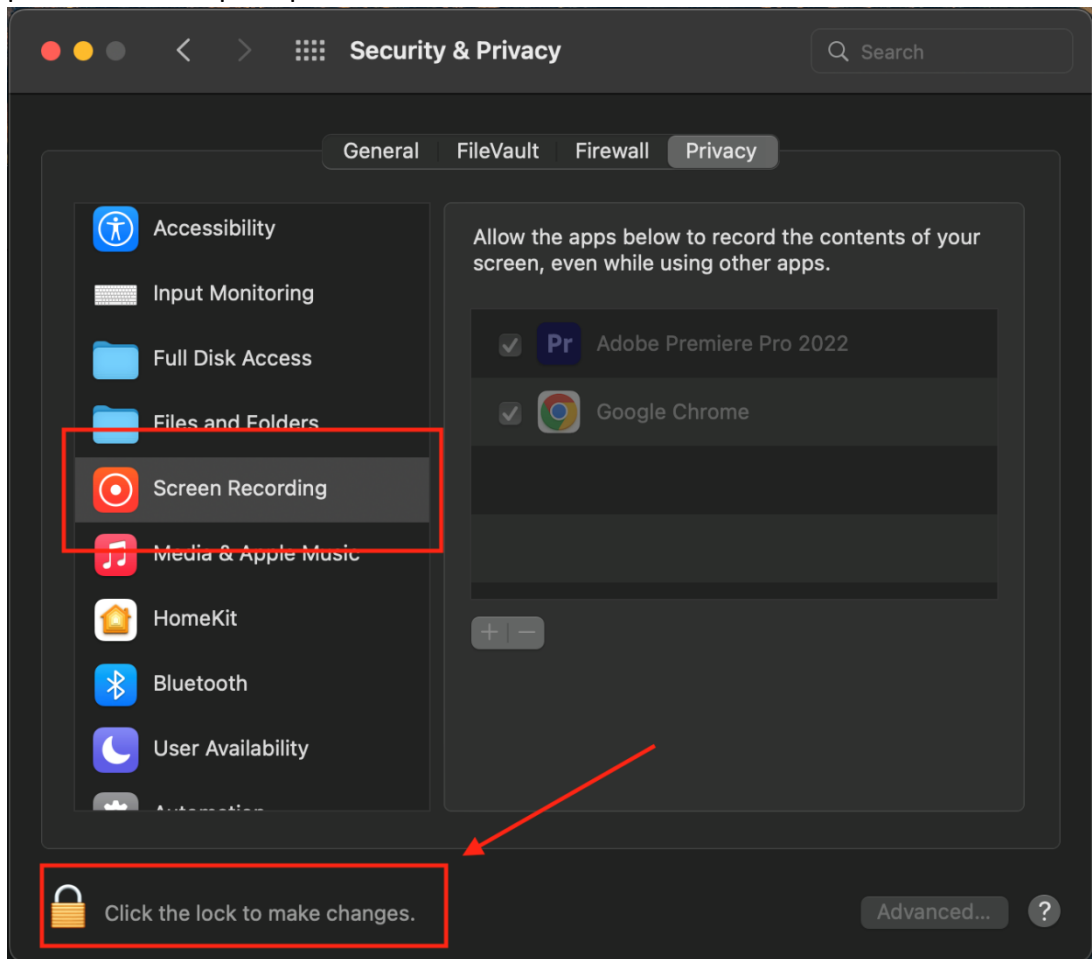 Security & Privacy
Search
General FileVault Firewall Privacy
Accessibility
Input Monitoring
Full Disk Access
Files and Folders
Screen Recording
Media & Apple Music
HomeKit
Bluetooth
User Availability
Automation
Allow the apps below to record the contents of your
screen, even while using other apps.
Pr Adobe Premiere Pro 2022
Google Chrome
Click the lock to make changes.
Advanced... ?